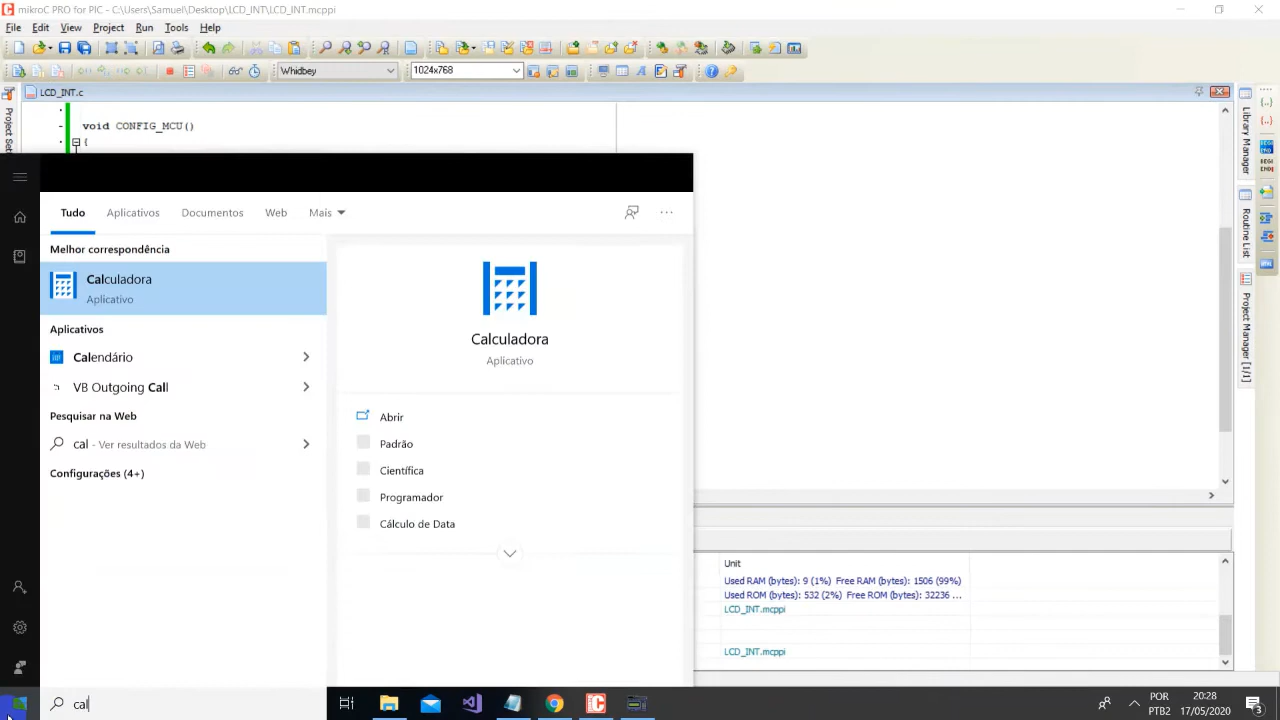 mikroC PRO for PIC - C:\Users\Samuel\Desktop\LCD_INT\LCD_INT.mcppi
File Edit View Project Run Tools Help
Whidbey 1024x768
LCD_INT.c
void CONFIG_MCU()
{
Tudo Aplicativos Documentos Web Mais
Melhor correspondência
Calculadora
Aplicativo
Aplicativos
Calendário
VB Outgoing Call
Pesquisar na Web
cal - Ver resultados da Web
Configurações (4+)
Calculadora
Aplicativo
Abrir
Padrão
Científica
Programador
Cálculo de Data
Unit
Used RAM (bytes): 9 (1%) Free RAM (bytes): 1506 (99%)
Used ROM (bytes): 532 (2%) Free ROM (bytes): 32236 ...
LCD_INT.mcppi
LCD_INT.mcppi
Library Manager
Routine List
Project Manager [1/1]
cal
POR
PTB2
20:28
17/05/2020
3